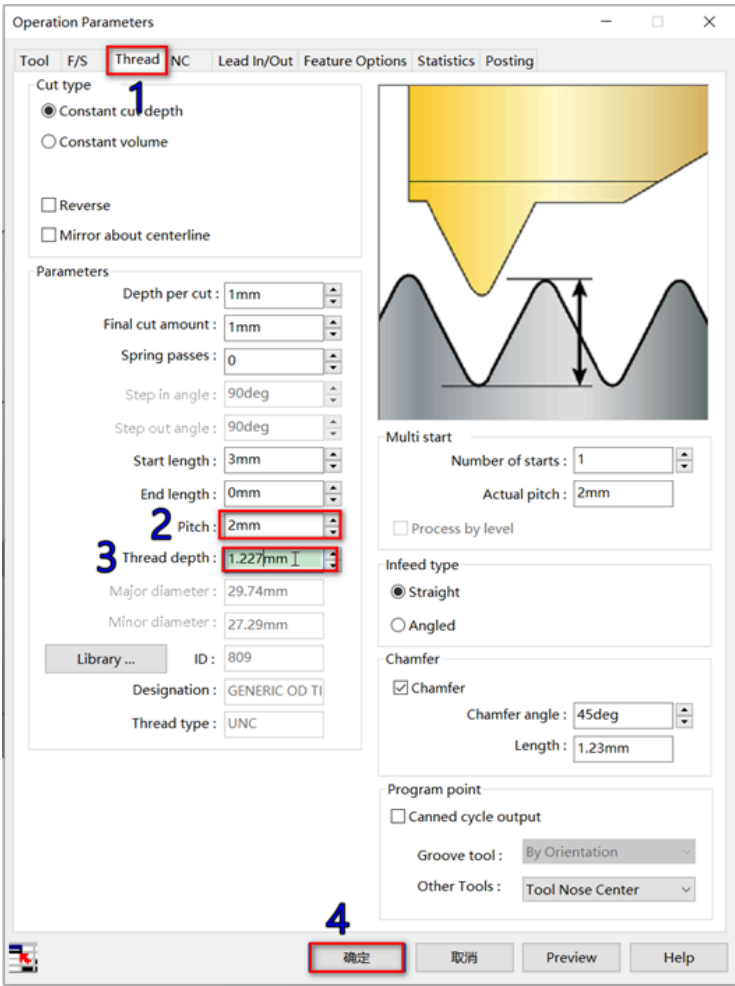 Operation Parameters
Tool F/S Thread NC Lead In/Out Feature Options Statistics Posting
1
Cut type
Constant cut depth
Constant volume
Reverse
Mirror about centerline
Parameters
Depth per cut : 1mm
Final cut amount : 1mm
Spring passes : 0
Step in angle : 90deg
Step out angle : 90deg
Start length : 3mm
End length : 0mm
2 Pitch : 2mm
3 Thread depth : 1.227mm
Major diameter : 29.74mm
Minor diameter : 27.29mm
Library ... ID : 809
Designation : GENERIC OD TI
Thread type : UNC
Multi start
Number of starts : 1
Actual pitch : 2mm
Process by level
Infeed type
Straight
Angled
Chamfer
Chamfer
Chamfer angle : 45deg
Length : 1.23mm
Program point
Canned cycle output
Groove tool : By Orientation
Other Tools : Tool Nose Center
4
确定 取消 Preview Help